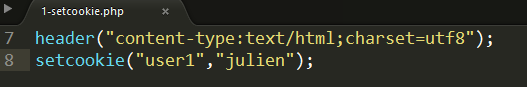 1-setcookie.php ×
7 header("content-type:text/html;charset=utf8");
8 setcookie("user1","julien");